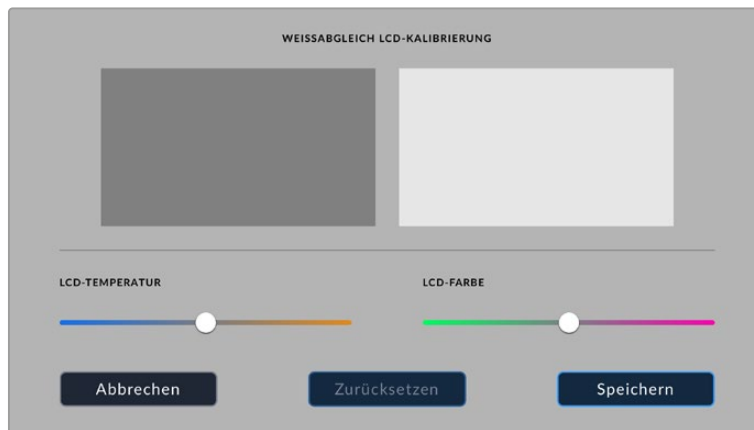 WEISSABGLEICH LCD-KALIBRIERUNG
LCD-TEMPERATUR
LCD-FARBE
Abbrechen
Zurücksetzen
Speichern